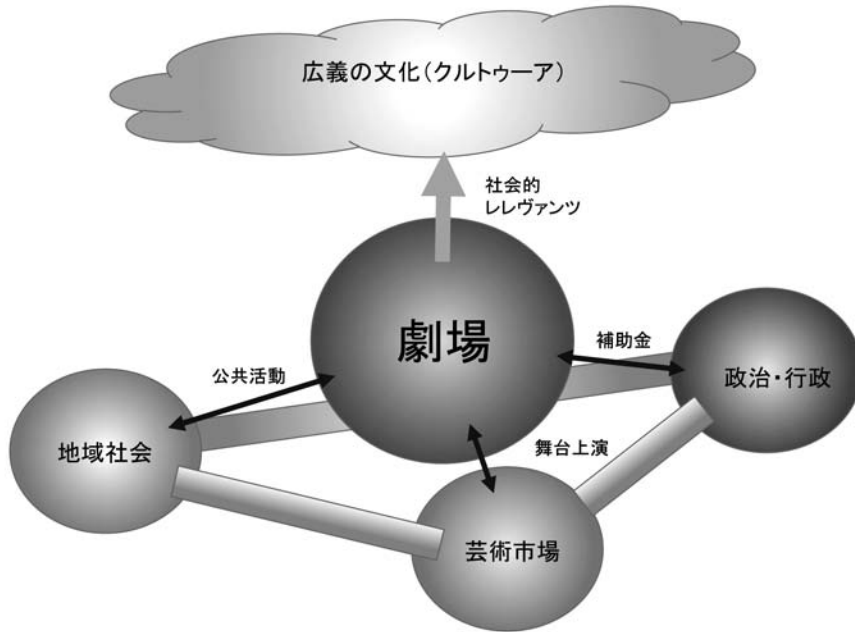 広義の文化(クルトゥーア)
社会的
レレヴァンツ
劇場
補助金
公共活動
政治・行政
地域社会
舞台上演
芸術市場